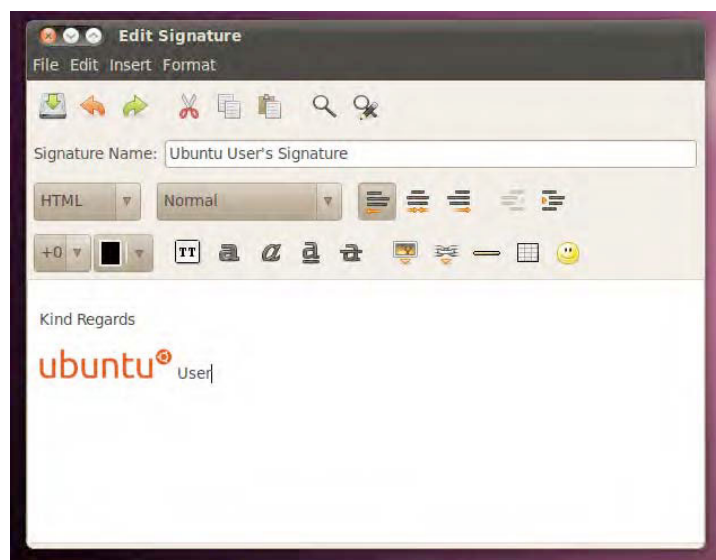 Edit Signature
File Edit Insert Format
Signature Name: Ubuntu User's Signature
HTML Normal
+0 TT a a a a
Kind Regards
ubuntu User